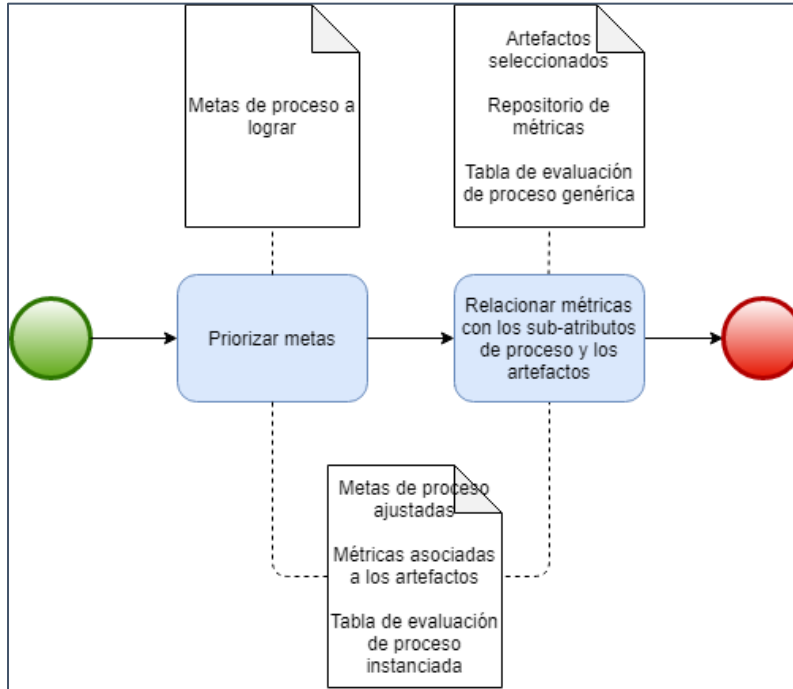 Metas de proceso a
lograr
Artefactos
seleccionados
Repositorio de
métricas
Tabla de evaluación
de proceso genérica
Priorizar metas
Relacionar métricas
con los sub-atributos
de proceso y los
artefactos
Metas de proceso
ajustadas
Métricas asociadas
a los artefactos
Tabla de evaluación
de proceso
instanciada